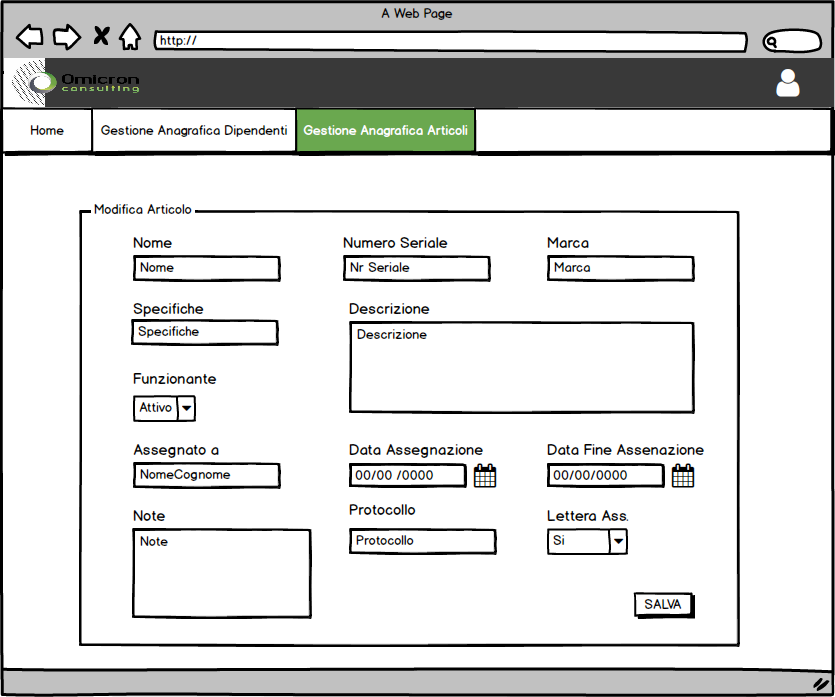 A Web Page
http://
Omicron
consulting
Home
Gestione Anagrafica Dipendenti
Gestione Anagrafica Articoli
Modifica Articolo
Nome
Numero Seriale
Marca
Nome
Nr Seriale
Marca
Specifiche
Descrizione
Specifiche
Descrizione
Funzionante
Attivo
Assegnato a
Data Assegnazione
Data Fine Assenazione
NomeCognome
00/00 /0000
00/00/0000
Note
Protocollo
Lettera Ass.
Note
Protocollo
Si
SALVA